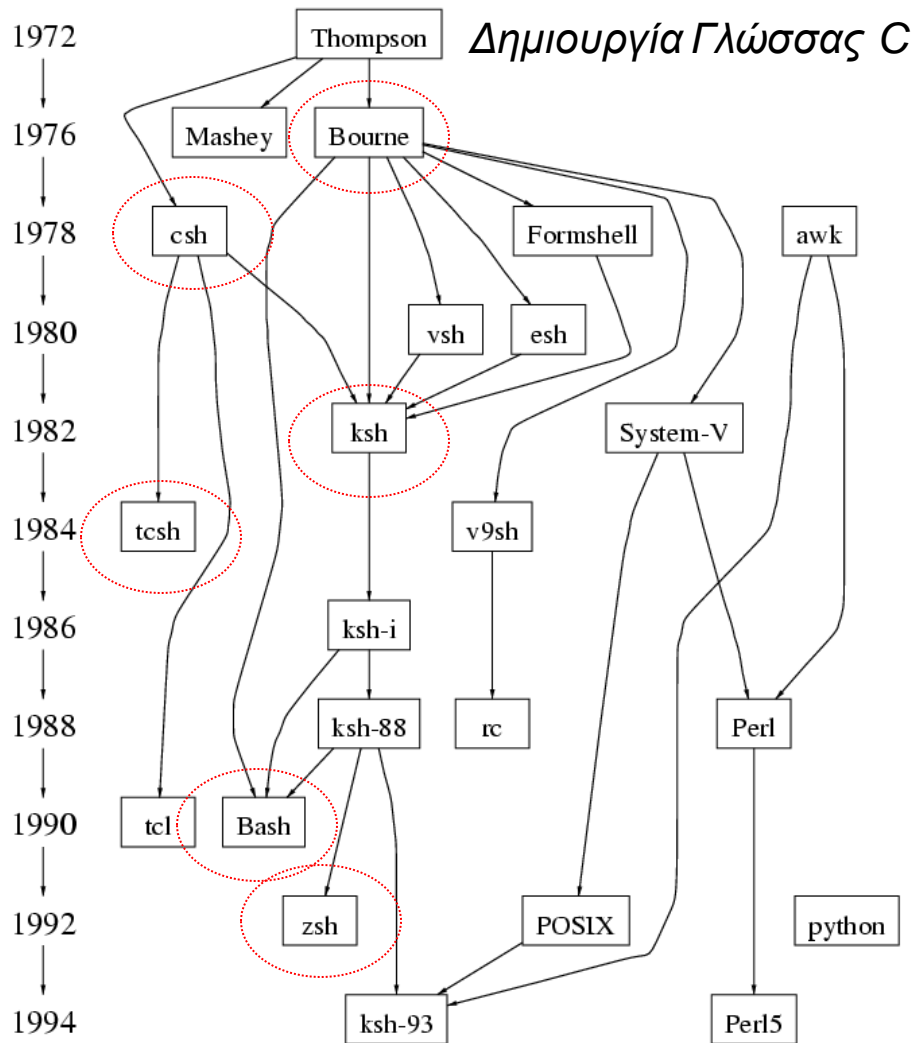 1972 Thompson Δημιουργία Γλώσσας C
1976 Mashey Bourne
1978 csh Formshell awk
1980 vsh esh
1982 ksh System-V
1984 tcsh v9sh
1986 ksh-i
1988 ksh-88 rc Perl
1990 tcl Bash
1992 zsh POSIX python
1994 ksh-93 Perl5